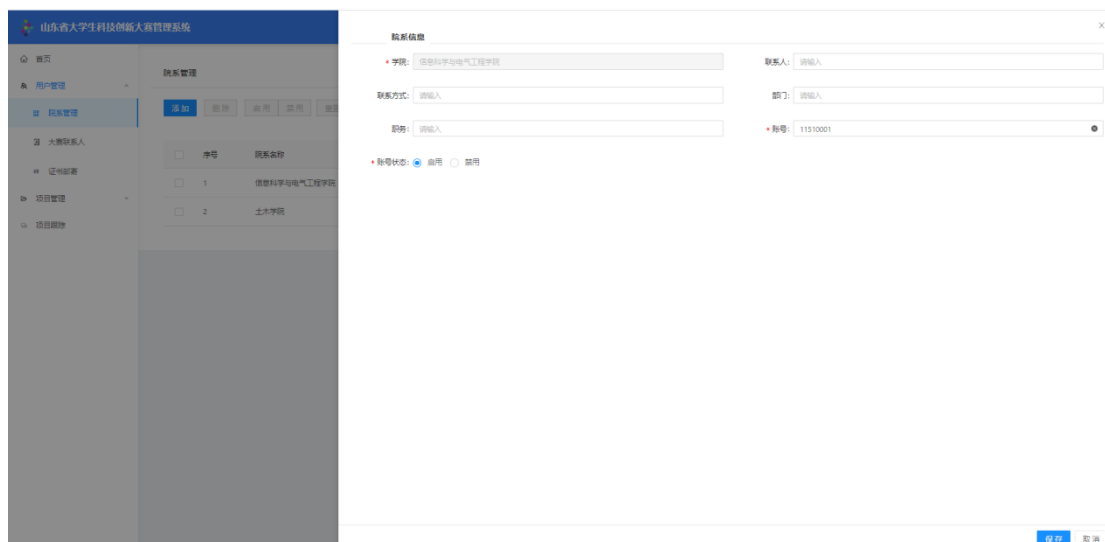 山东省大学生科技创新大赛管理系统
首页
用户管理
院系管理
大赛联系人
证书部署
项目管理
项目跟踪
院系管理
添加 删除 启用 禁用
序号 院系名称
1 信息科学与电气工程学院
2 土木学院
院系信息
* 学院: 信息科学与电气工程学院 联系人: 请输入
联系方式: 请输入 部门: 请输入
职务: 请输入 * 账号: 11510001
* 账号状态: 启用 禁用
保存 取消